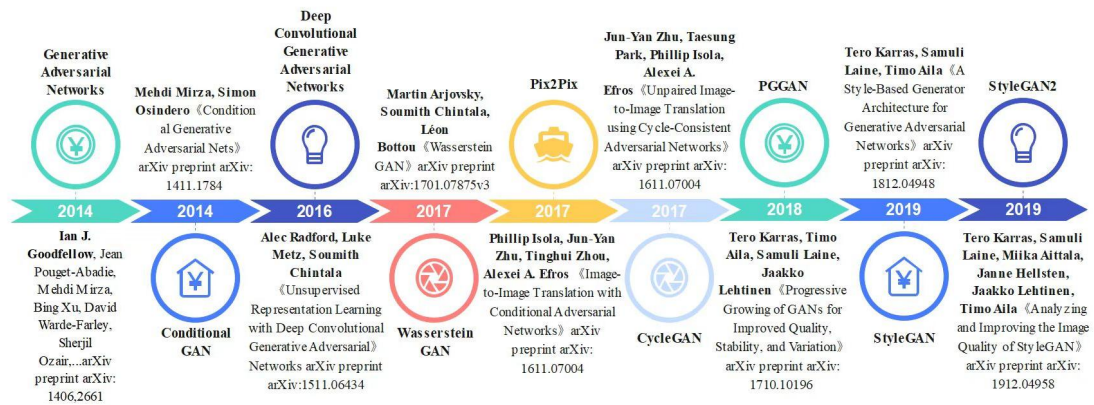 Generative
Adversarial
Networks
2014
Ian J.
Goodfellow, Jean
Pouget-Abadie,
Mehdi Mirza,
Bing Xu, David
Warde-Farley,
Sherjil
Ozair,...arXiv
preprint arXiv:
1406,2661
Mehdi Mirza, Simon
Osindero《Condition
al Generative
Adversarial Nets》
arXiv preprint arXiv:
1411.1784
2014
Conditional
GAN
Deep
Convolutional
Generative
Adversarial
Networks
2016
Alec Radford, Luke
Metz, Soumith
Chintala
《Unsupervised
Representation Learning
with Deep Convolutional
Generative Adversarial》
Networks arXiv preprint
arXiv:1511.06434
Martin Arjovsky,
Soumith Chintala,
Léon
Bottou《Wasserstein
GAN》arXiv preprint
arXiv:1701.07875v3
2017
Wasserstein
GAN
Pix2Pix
2017
Phillip Isola, Jun-Yan
Zhu, Tinghui Zhou,
Alexei A. Efros《Image-
to-Image Translation with
Conditional Adversarial
Networks》arXiv
preprint arXiv:
1611.07004
Jun-Yan Zhu, Taesung
Park, Phillip Isola,
Alexei A.
Efros《Unpaired Image-
to-Image Translation
using Cycle-Consistent
Adversarial Networks》
arXiv preprint arXiv:
1611.07004
2017
CycleGAN
PGGAN
2018
Tero Karras, Timo
Aila, Samuli Laine,
Jaakko
Lehtinen《Progressive
Growing of GANs for
Improved Quality,
Stability, and Variation》
arXiv preprint arXiv:
1710.10196
Tero Karras, Samuli
Laine, Timo Aila《A
Style-Based Generator
Architecture for
Generative Adversarial
Networks》arXiv
preprint arXiv:
1812.04948
2019
StyleGAN
StyleGAN2
2019
Tero Karras, Samuli
Laine, Miika Aittala,
Janne Hellsten,
Jaakko Lehtinen,
Timo Aila《Analyzing
and Improving the Image
Quality of StyleGAN》
arXiv preprint arXiv:
1912.04958